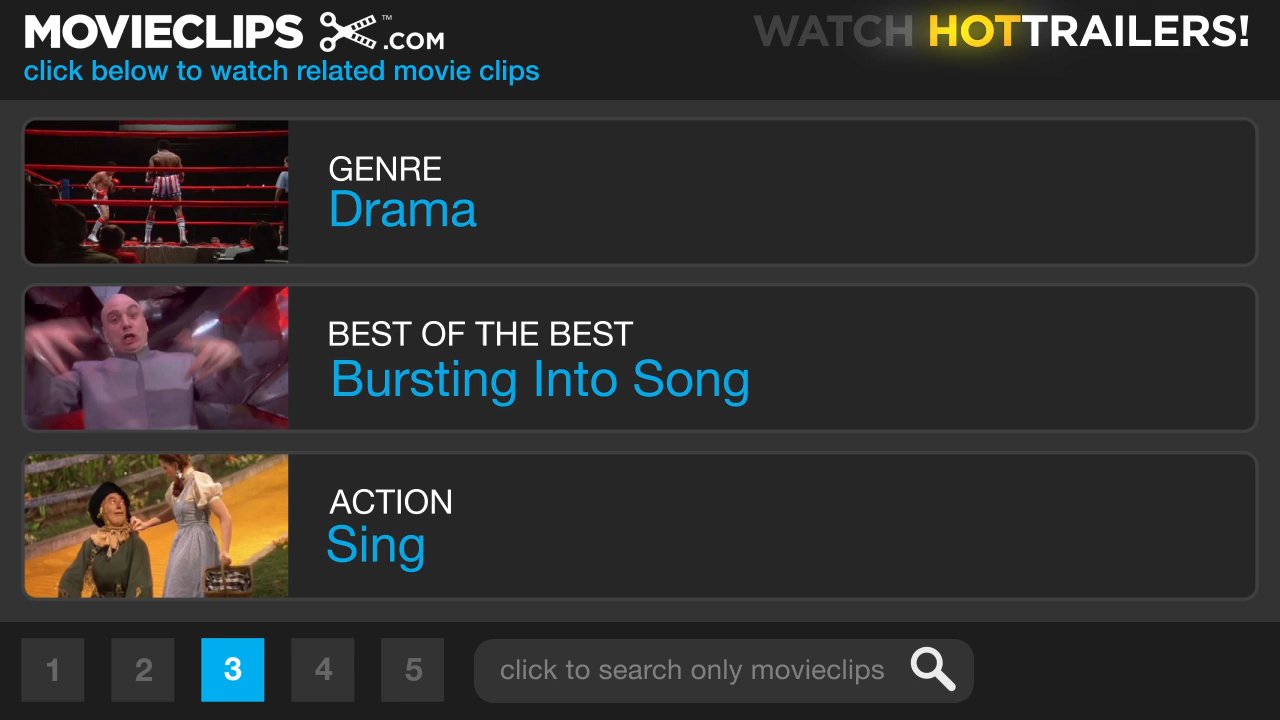 MOVIECLIPS ™ .COM
WATCH HOTTRAILERS!
click below to watch related movie clips
GENRE
Drama
BEST OF THE BEST
Bursting Into Song
ACTION
Sing
1 2 3 4 5 click to search only movieclips